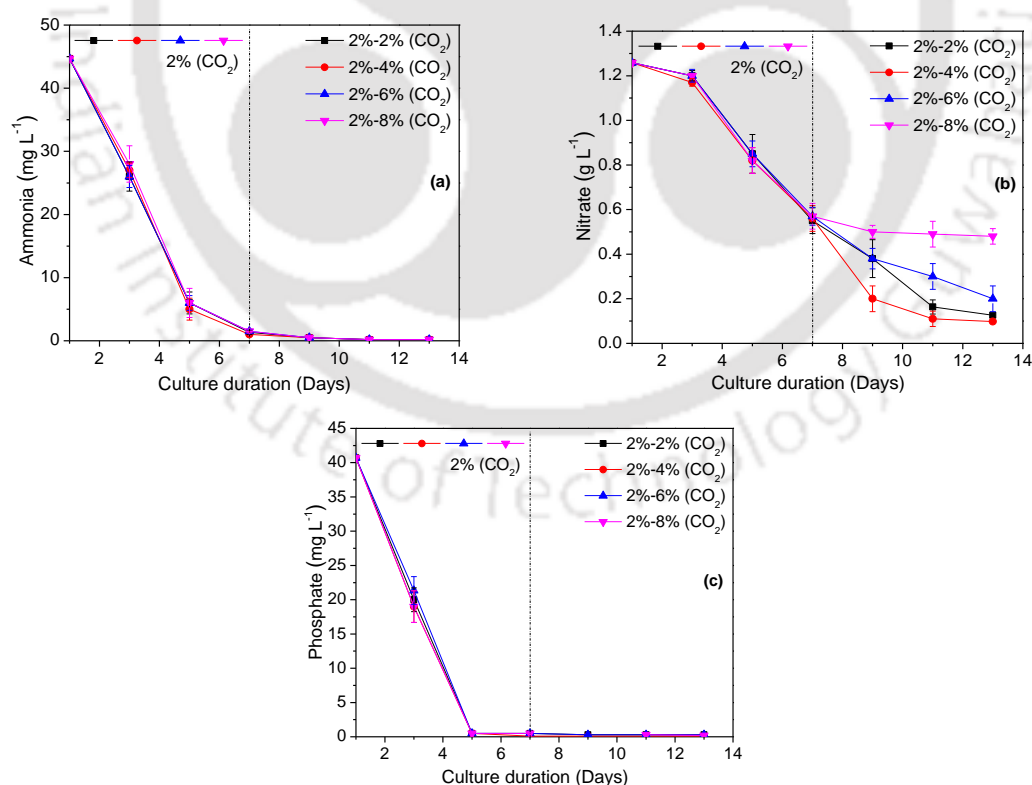 50
40
30
20
10
0
2 4 6 8 10 12 14
Ammonia (mg L-1)
Culture duration (Days)
2% (CO2)
2%-2% (CO2)
2%-4% (CO2)
2%-6% (CO2)
2%-8% (CO2)
(a)
1.4
1.2
1.0
0.8
0.6
0.4
0.2
0.0
2 4 6 8 10 12 14
Nitrate (g L-1)
Culture duration (Days)
2% (CO2)
2%-2% (CO2)
2%-4% (CO2)
2%-6% (CO2)
2%-8% (CO2)
(b)
45
40
35
30
25
20
15
10
5
0
2 4 6 8 10 12 14
Phosphate (mg L-1)
Culture duration (Days)
2% (CO2)
2%-2% (CO2)
2%-4% (CO2)
2%-6% (CO2)
2%-8% (CO2)
(c)
Indian Institute of Technology